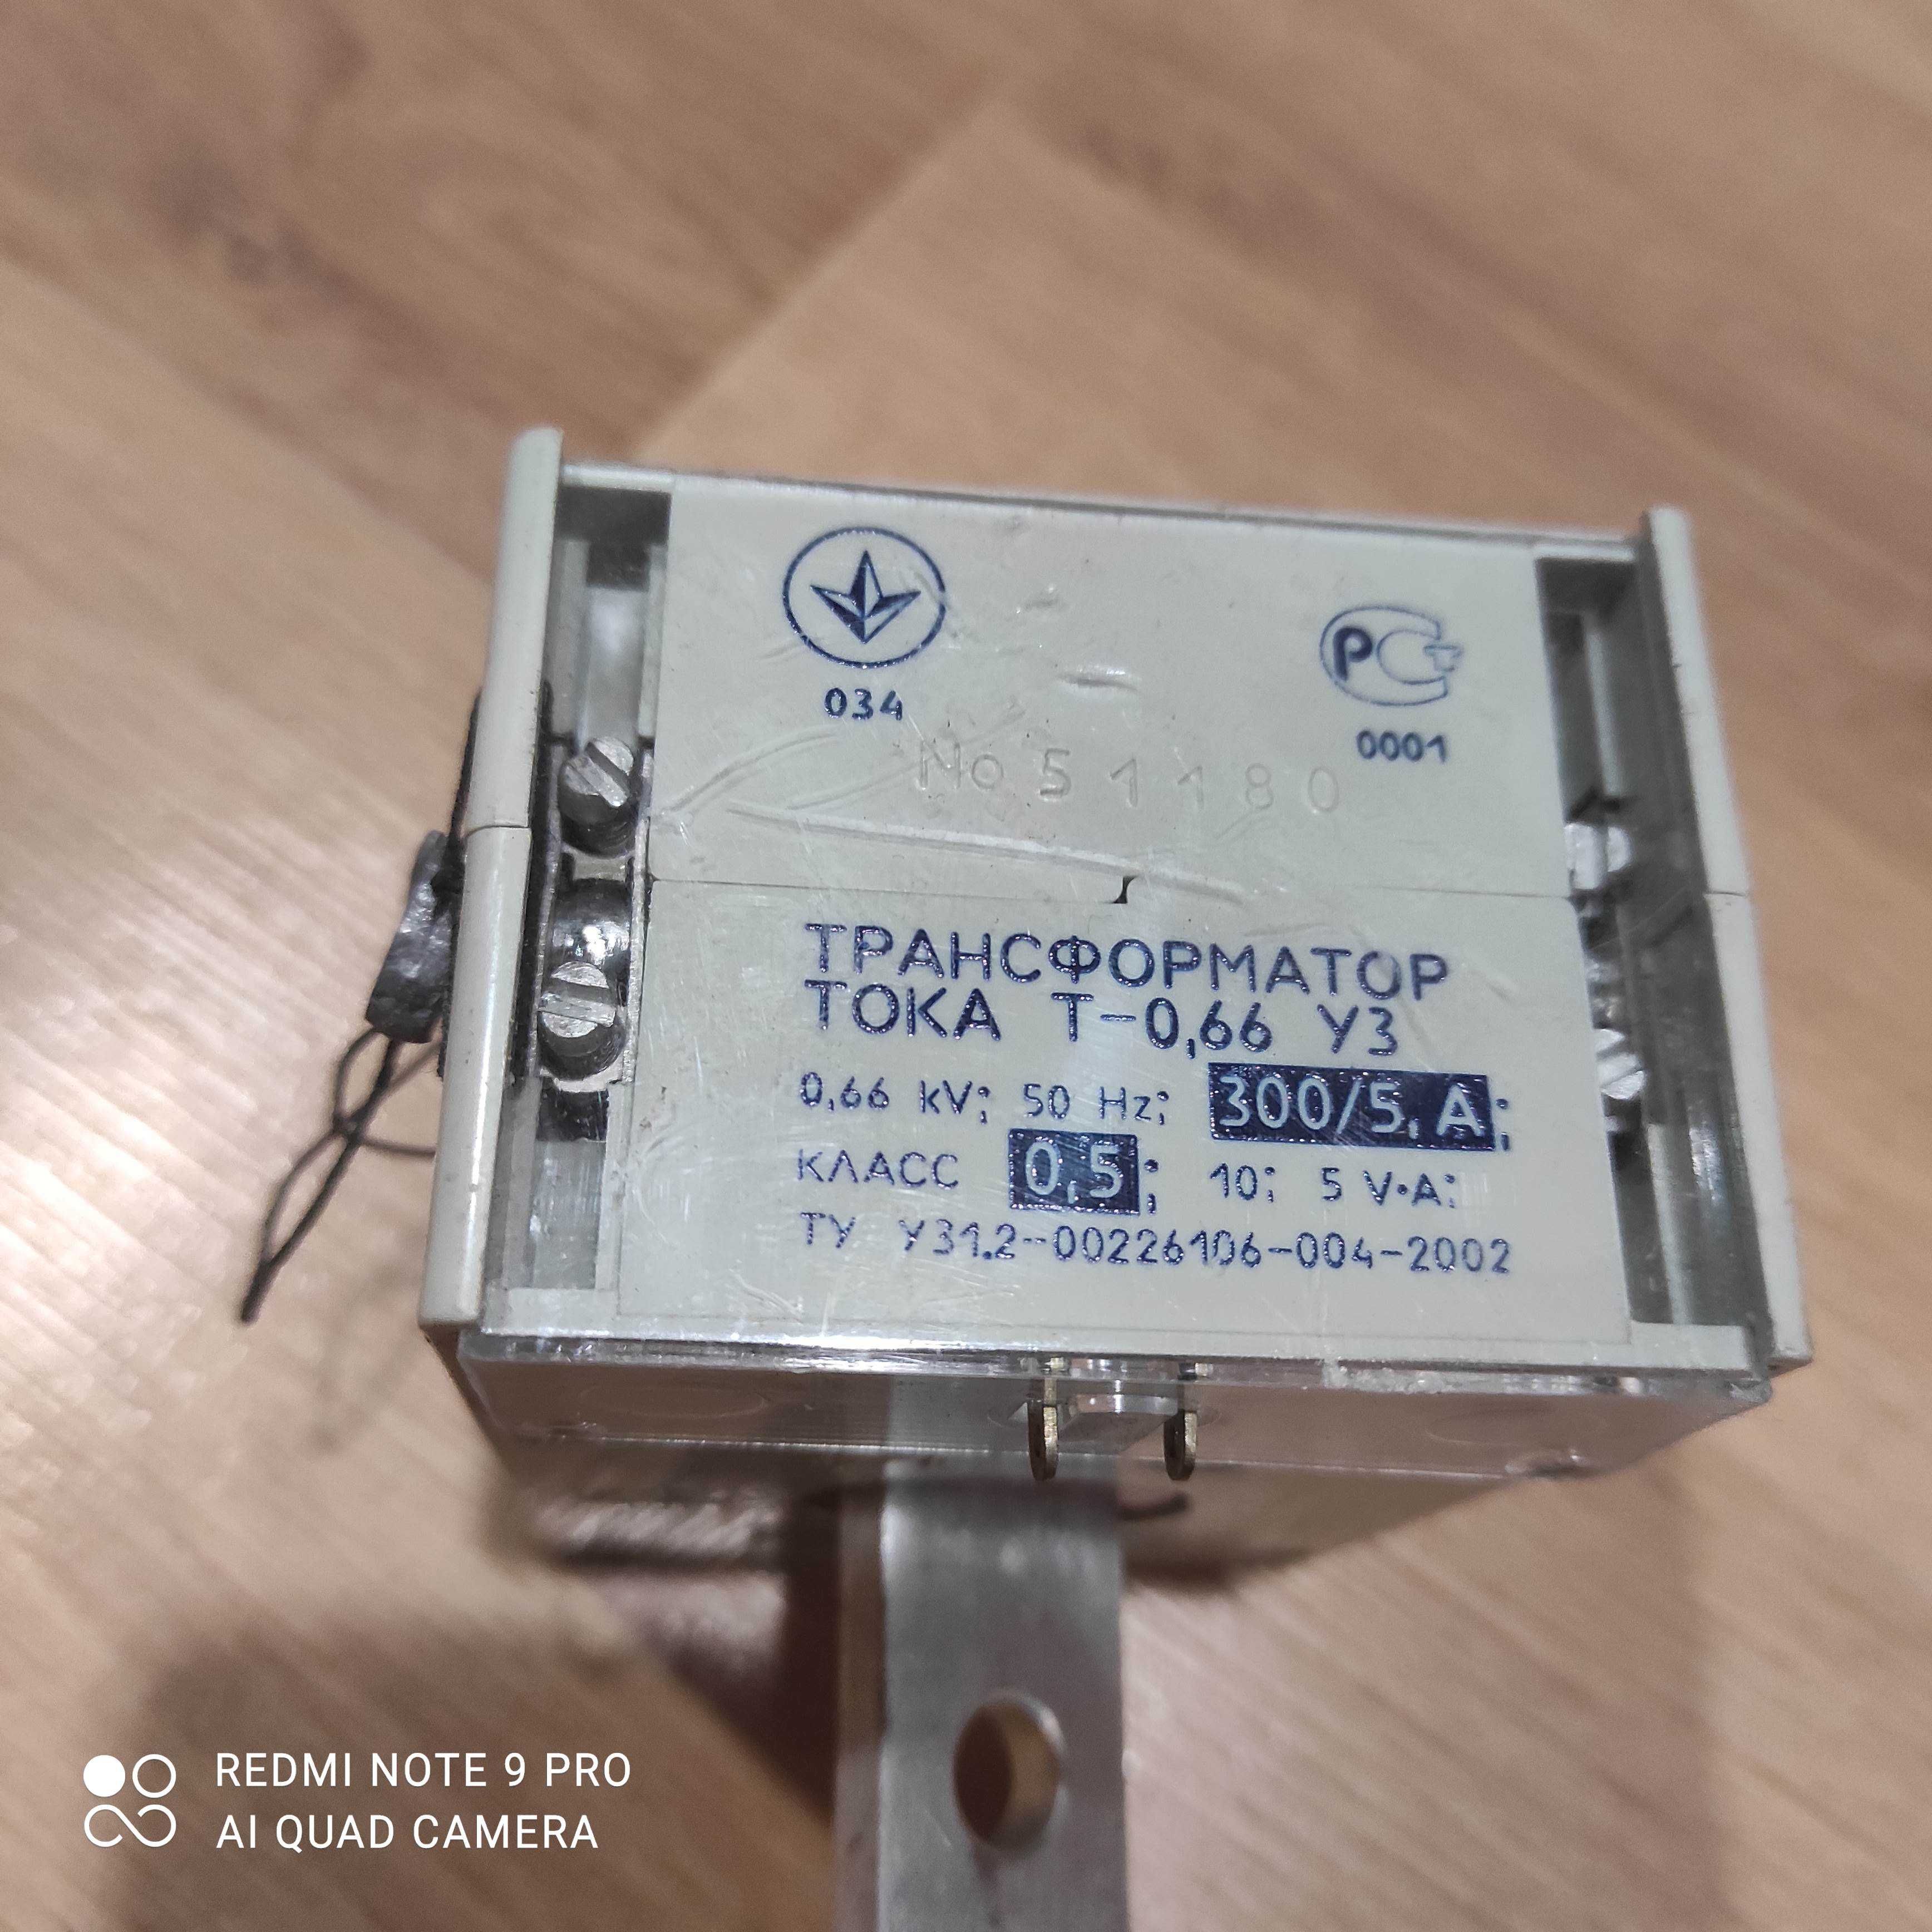 034
РСТ
0001
No 51180
ТРАНСФОРМАТОР
ТОКА Т-0,66 У3
0,66 kV; 50 Hz; 300/5, А;
КЛАСС 0,5; 10; 5 V·A;
ТУ У31.2-00226106-004-2002
REDMI NOTE 9 PRO
AI QUAD CAMERA